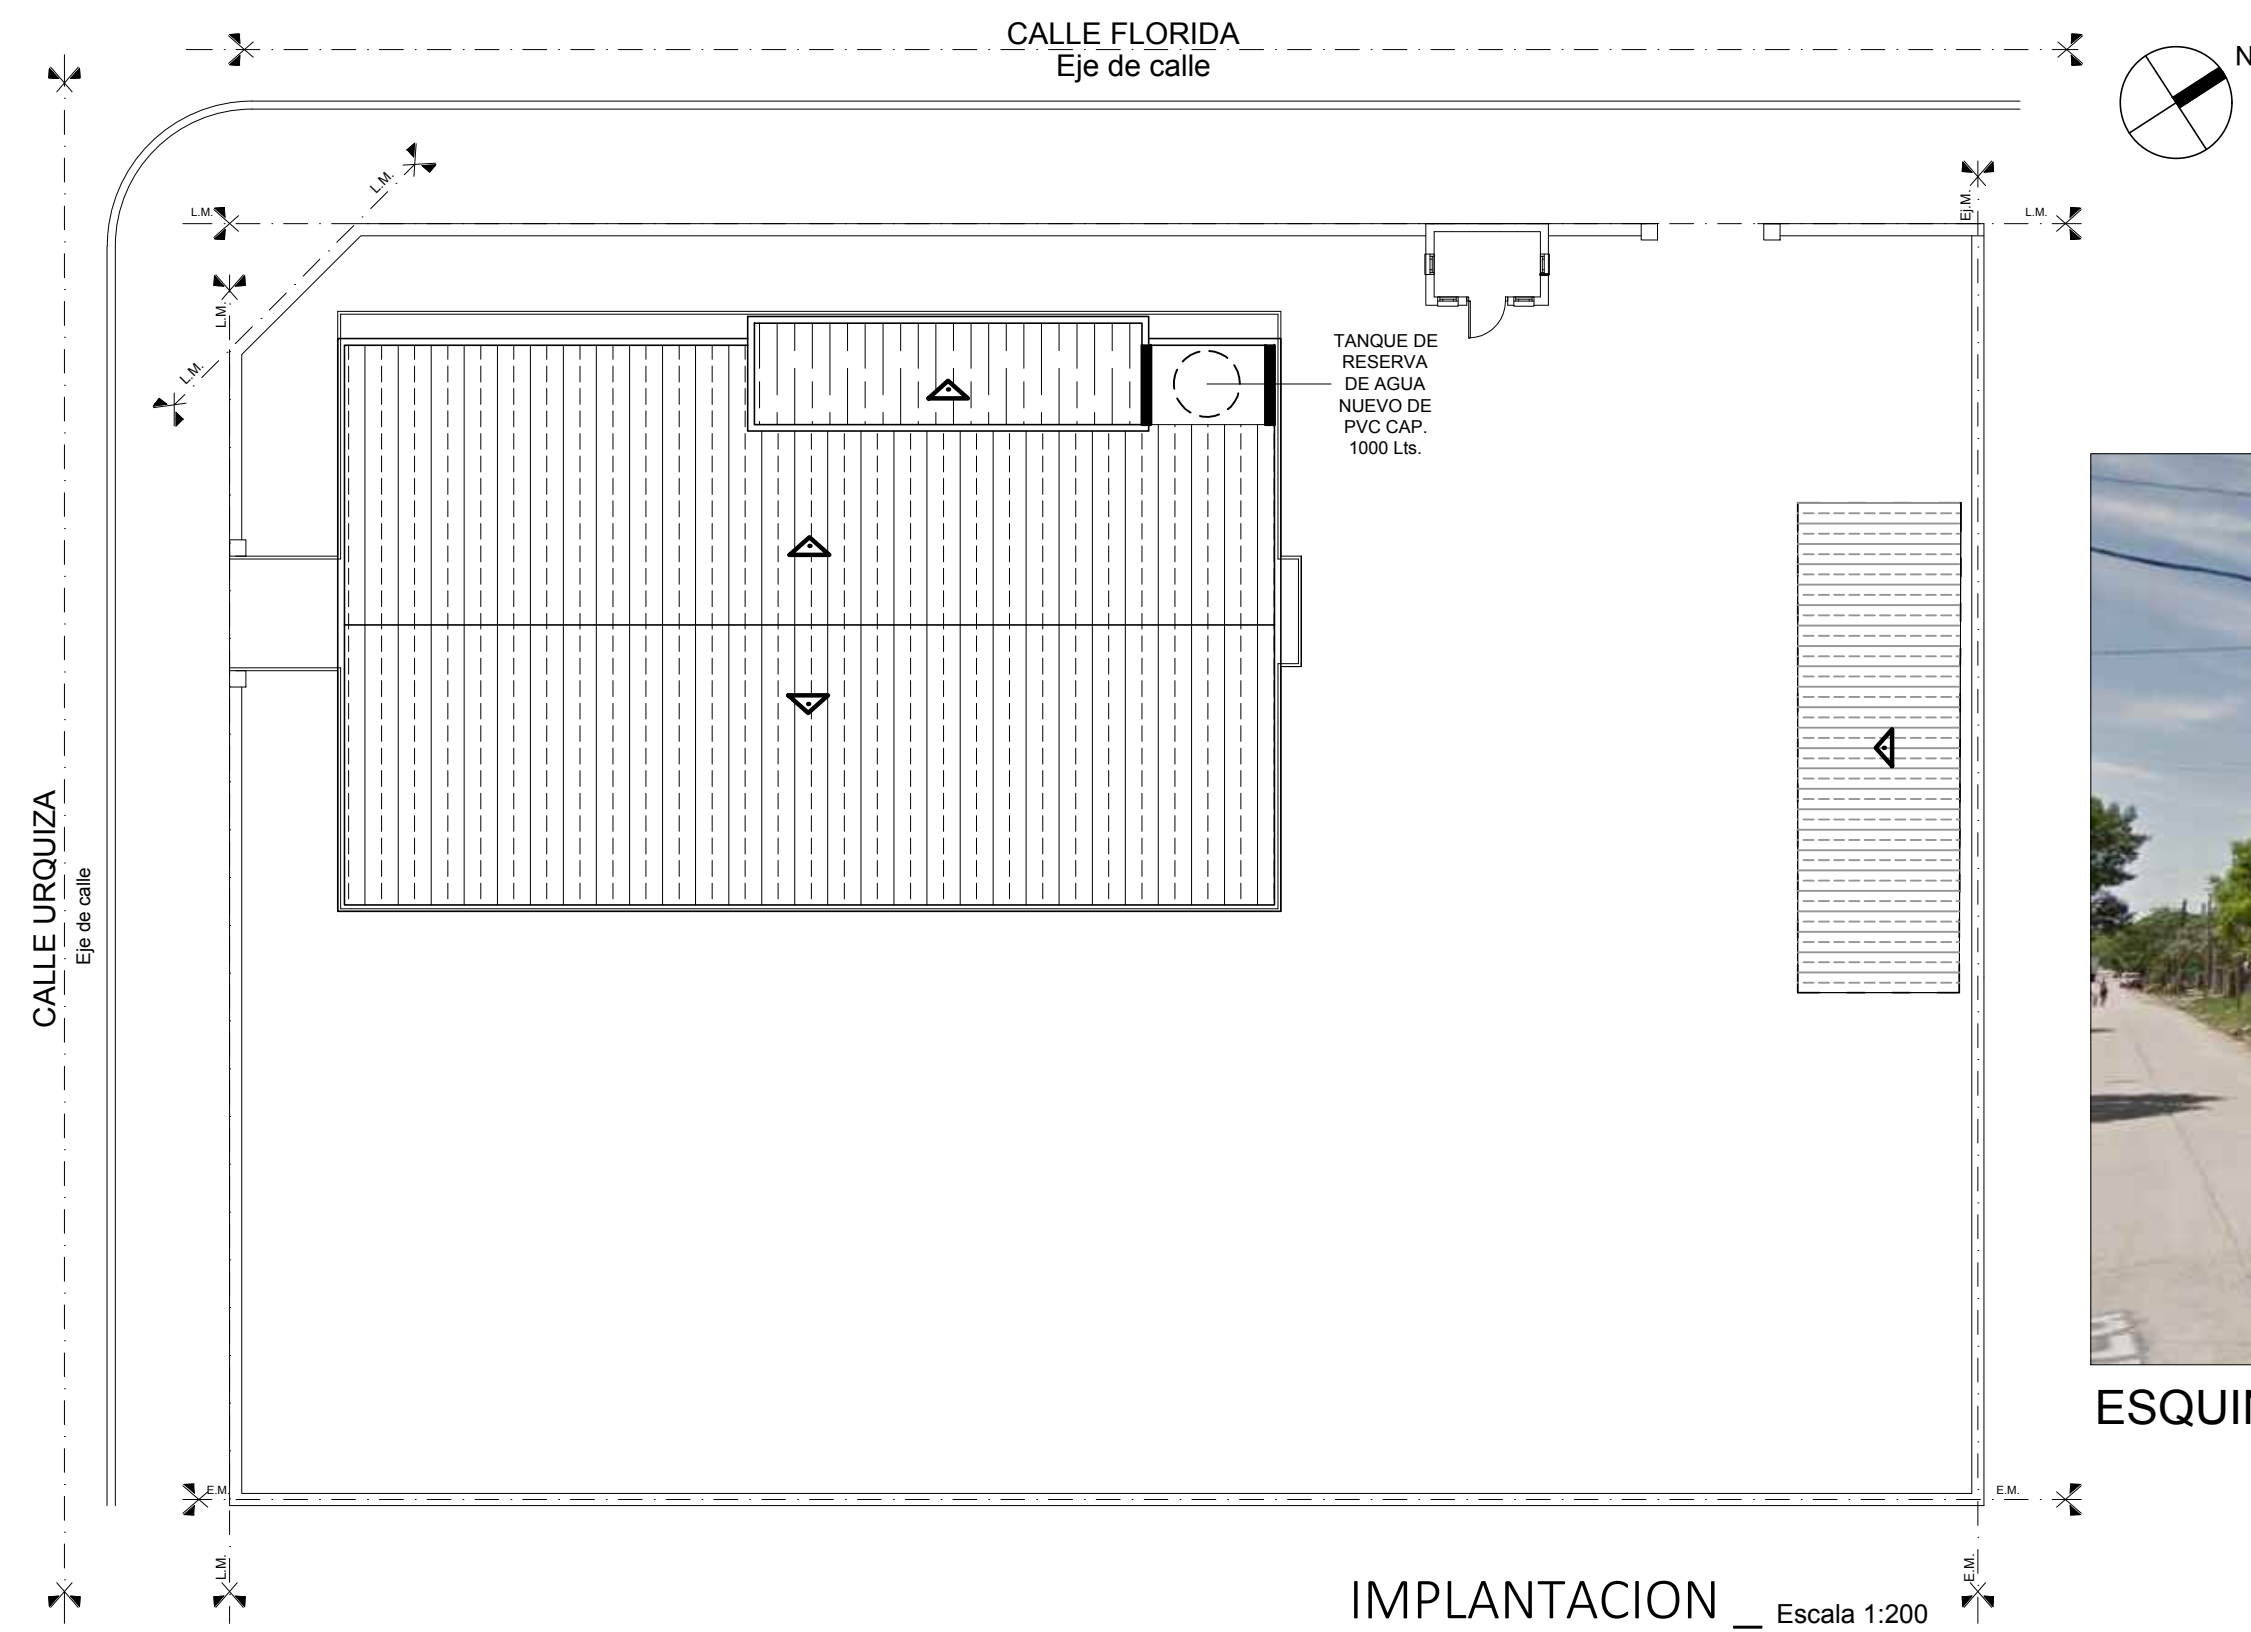 CALLE FLORIDA
Eje de calle
N
L.M.
L.M.
Ej.M.
L.M.
L.M.
L.M.
TANQUE DE
RESERVA
DE AGUA
NUEVO DE
PVC CAP.
1000 Lts.
CALLE URQUIZA
Eje de calle
E.M.
E.M.
L.M.
E.M.
IMPLANTACION _ Escala 1:200